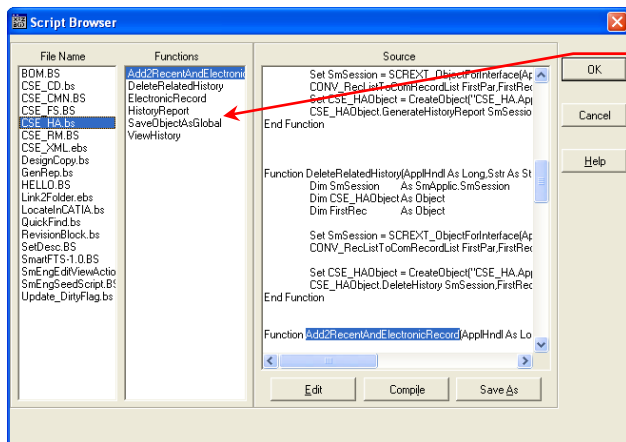 Script Browser
File Name
Functions
Source
BOM.BS
CSE_CD.bs
CSE_CMN.BS
CSE_FS.BS
CSE_HA.bs
CSE_RM.BS
CSE_XML.ebs
DesignCopy.bs
GenRep.bs
HELLO.BS
Link2Folder.ebs
LocateInCATIA.bs
QuickFind.bs
RevisionBlock.bs
SetDesc.BS
SmartFTS-1.0.BS
SmEngEditViewActio
SmEngSeedScript.BS
Update_DirtyFlag.bs
Add2RecentAndElectronic
DeleteRelatedHistory
ElectronicRecord
HistoryReport
SaveObjectAsGlobal
ViewHistory
Set SmSession = SCREXT_ObjectForInterface(Ap
CONV_RecListToComRecordList FirstPar,FirstRec
Set CSE_HAObject = CreateObject("CSE_HA.App
CSE_HAObject.GenerateHistoryReport SmSessio
End Function
Function DeleteRelatedHistory(ApplHndl As Long,Sstr As St
Dim SmSession As SmApplic.SmSession
Dim CSE_HAObject As Object
Dim FirstRec As Object
Set SmSession = SCREXT_ObjectForInterface(Ap
CONV_RecListToComRecordList FirstPar,FirstRec
Set CSE_HAObject = CreateObject("CSE_HA.App
CSE_HAObject.DeleteHistory SmSession,FirstRec
End Function
Function Add2RecentAndElectronicRecord(ApplHndl As Lo
OK
Cancel
Help
Edit
Compile
Save As